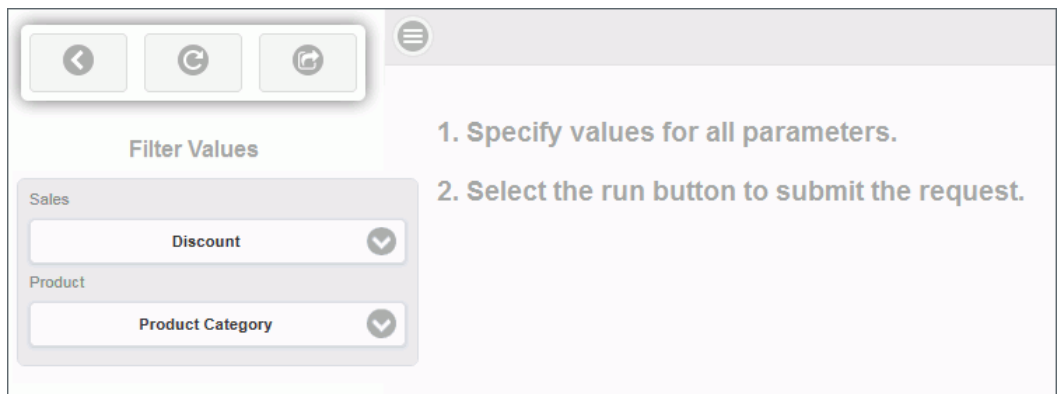 Filter Values
Sales
Discount
Product
Product Category
1. Specify values for all parameters.
2. Select the run button to submit the request.